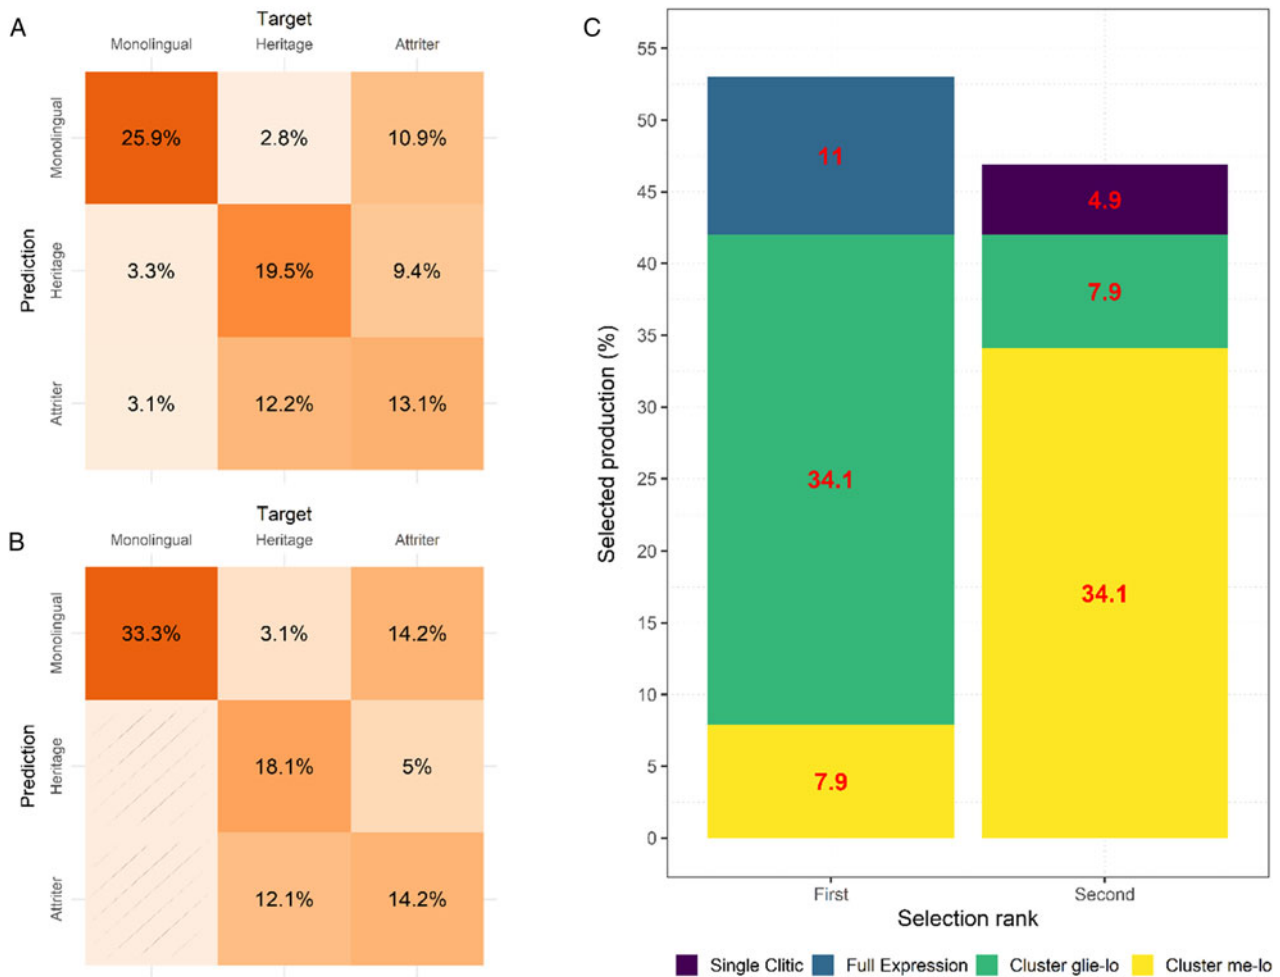 A
Target
Monolingual Heritage Attriter
Prediction
Monolingual
25.9% 2.8% 10.9%
Heritage
3.3% 19.5% 9.4%
Attriter
3.1% 12.2% 13.1%
B
Target
Monolingual Heritage Attriter
Prediction
Monolingual
33.3% 3.1% 14.2%
Heritage
18.1% 5%
Attriter
12.1% 14.2%
C
Selected production (%)
55
50
45
40
35
30
25
20
15
10
5
0
11
34.1
7.9
4.9
7.9
34.1
First Second
Selection rank
Single Clitic Full Expression Cluster glie-lo Cluster me-lo